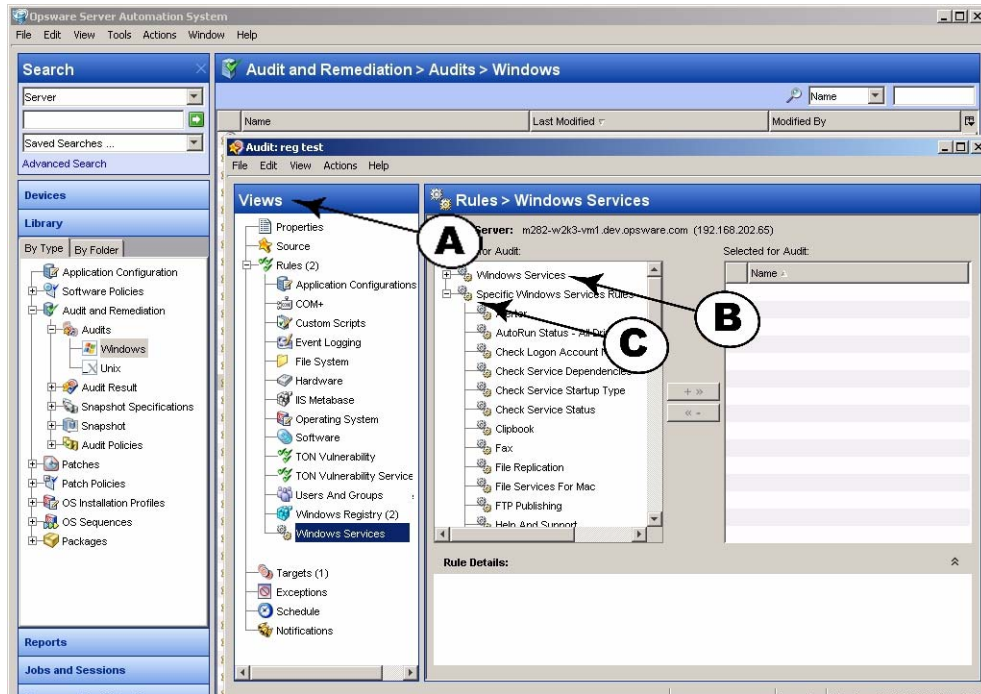 Opsware Server Automation System
File Edit View Tools Actions Window Help
Search
Server
Saved Searches ...
Advanced Search
Devices
Library
By Type By Folder
Application Configuration
Software Policies
Audit and Remediation
Audits
Windows
Unix
Audit Result
Snapshot Specifications
Snapshot
Audit Policies
Patches
Patch Policies
OS Installation Profiles
OS Sequences
Packages
Reports
Jobs and Sessions
Audit and Remediation > Audits > Windows
Name
Name Last Modified Modified By
Audit: reg test
File Edit View Actions Help
Views
Properties
Source
Rules (2)
Application Configurations
COM+
Custom Scripts
Event Logging
File System
Hardware
IIS Metabase
Operating System
Software
TON Vulnerability
TON Vulnerability Service
Users And Groups
Windows Registry (2)
Windows Services
Targets (1)
Exceptions
Schedule
Notifications
Rules > Windows Services
Server: m282-w2k3-vm1.dev.opsware.com (192.168.202.65)
for Audit:
Windows Services
Specific Windows Services Rules
AutoRun Status - All
Check Logon Account
Check Service Dependencies
Check Service Startup Type
Check Service Status
Clipbook
Fax
File Replication
File Services For Mac
FTP Publishing
Help And Support
+ »
« -
Selected for Audit:
Name
Rule Details:
A
B
C